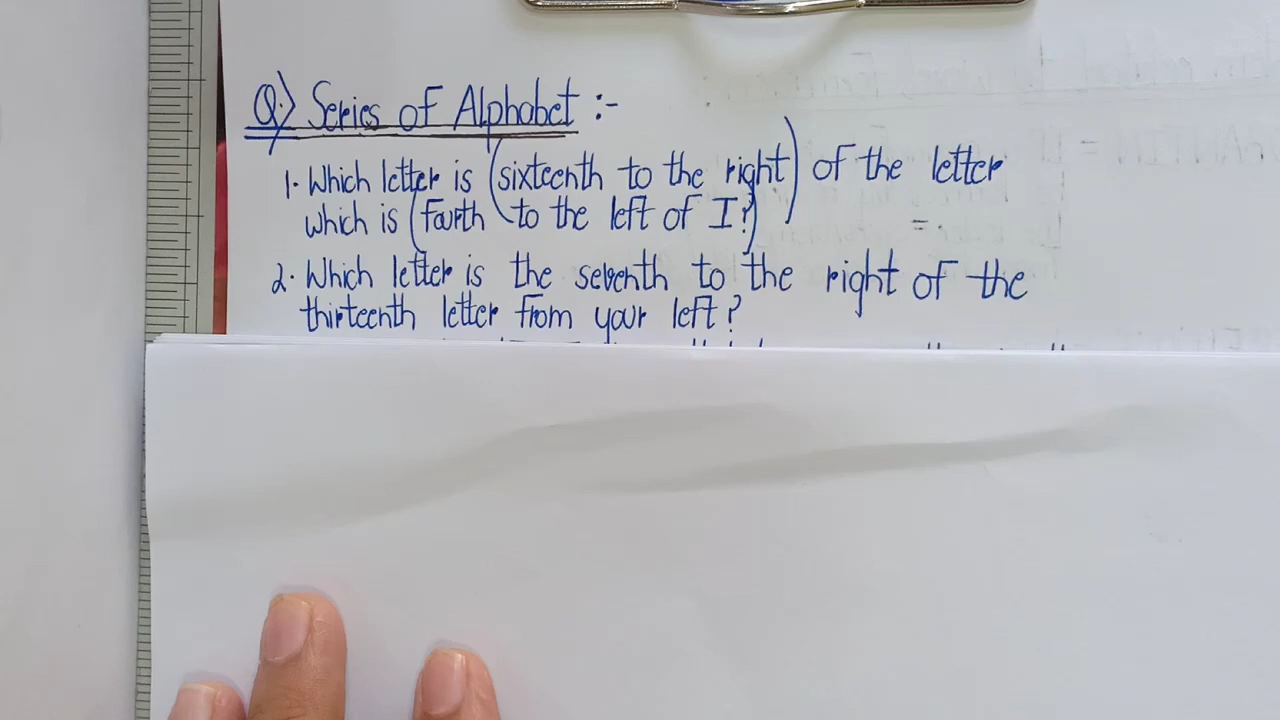 Q.) Series of Alphabet :-
1. Which letter is (sixteenth to the right) of the letter
which is (fourth to the left of I?)
=.
2. Which letter is the seventh to the right of the
thirteenth letter from your left?